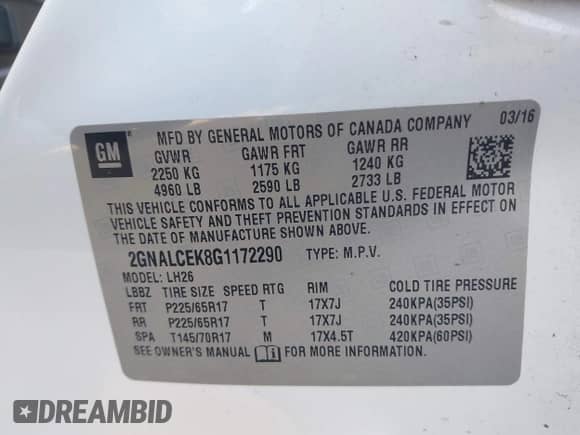 GM
MFD BY GENERAL MOTORS OF CANADA COMPANY 03/16
GVWR GAWR FRT GAWR RR
2250 KG 1175 KG 1240 KG
4960 LB 2590 LB 2733 LB
THIS VEHICLE CONFORMS TO ALL APPLICABLE U.S. FEDERAL MOTOR
VEHICLE SAFETY AND THEFT PREVENTION STANDARDS IN EFFECT ON
THE DATE OF MANUFACTURE SHOWN ABOVE.
2GNALCEK8G1172290 TYPE: M.P.V.
MODEL: LH26
LBBZ TIRE SIZE SPEED RTG RIM COLD TIRE PRESSURE
FRT P225/65R17 T 17X7J 240KPA(35PSI)
RR P225/65R17 T 17X7J 240KPA(35PSI)
SPA T145/70R17 M 17X4.5T 420KPA(60PSI)
SEE OWNER'S MANUAL FOR MORE INFORMATION.
DREAMBID